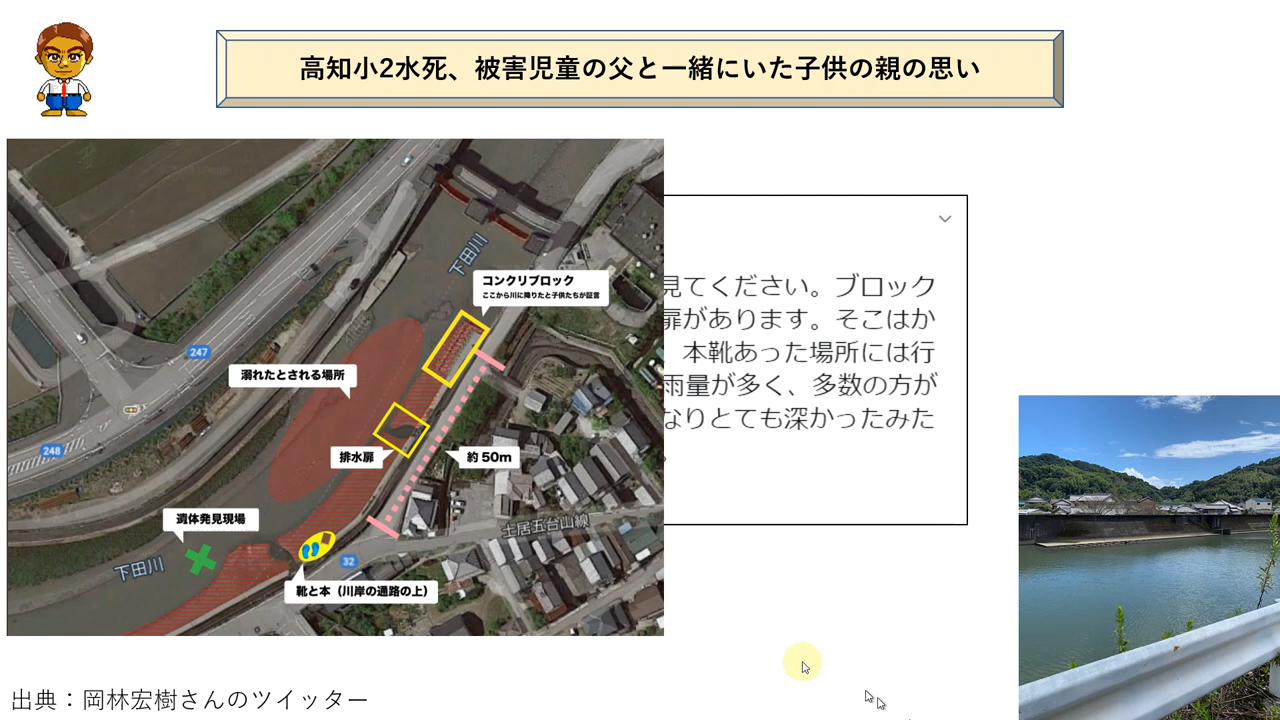 高知小2水死、被害児童の父と一緒にいた子供の親の思い
下田川
コンクリブロック
ここから川に降りたと子供たちが証言
見てください。ブロック
扉があります。そこはか
本靴あった場所には行
雨量が多く、多数の方が
なりとても深かったみた
。
247
溺れたとされる場所
248
排水扉
約50m
遺体発見現場
土居五台山線
下田川
32
靴と本（川岸の通路の上）
出典：岡林宏樹さんのツイッター